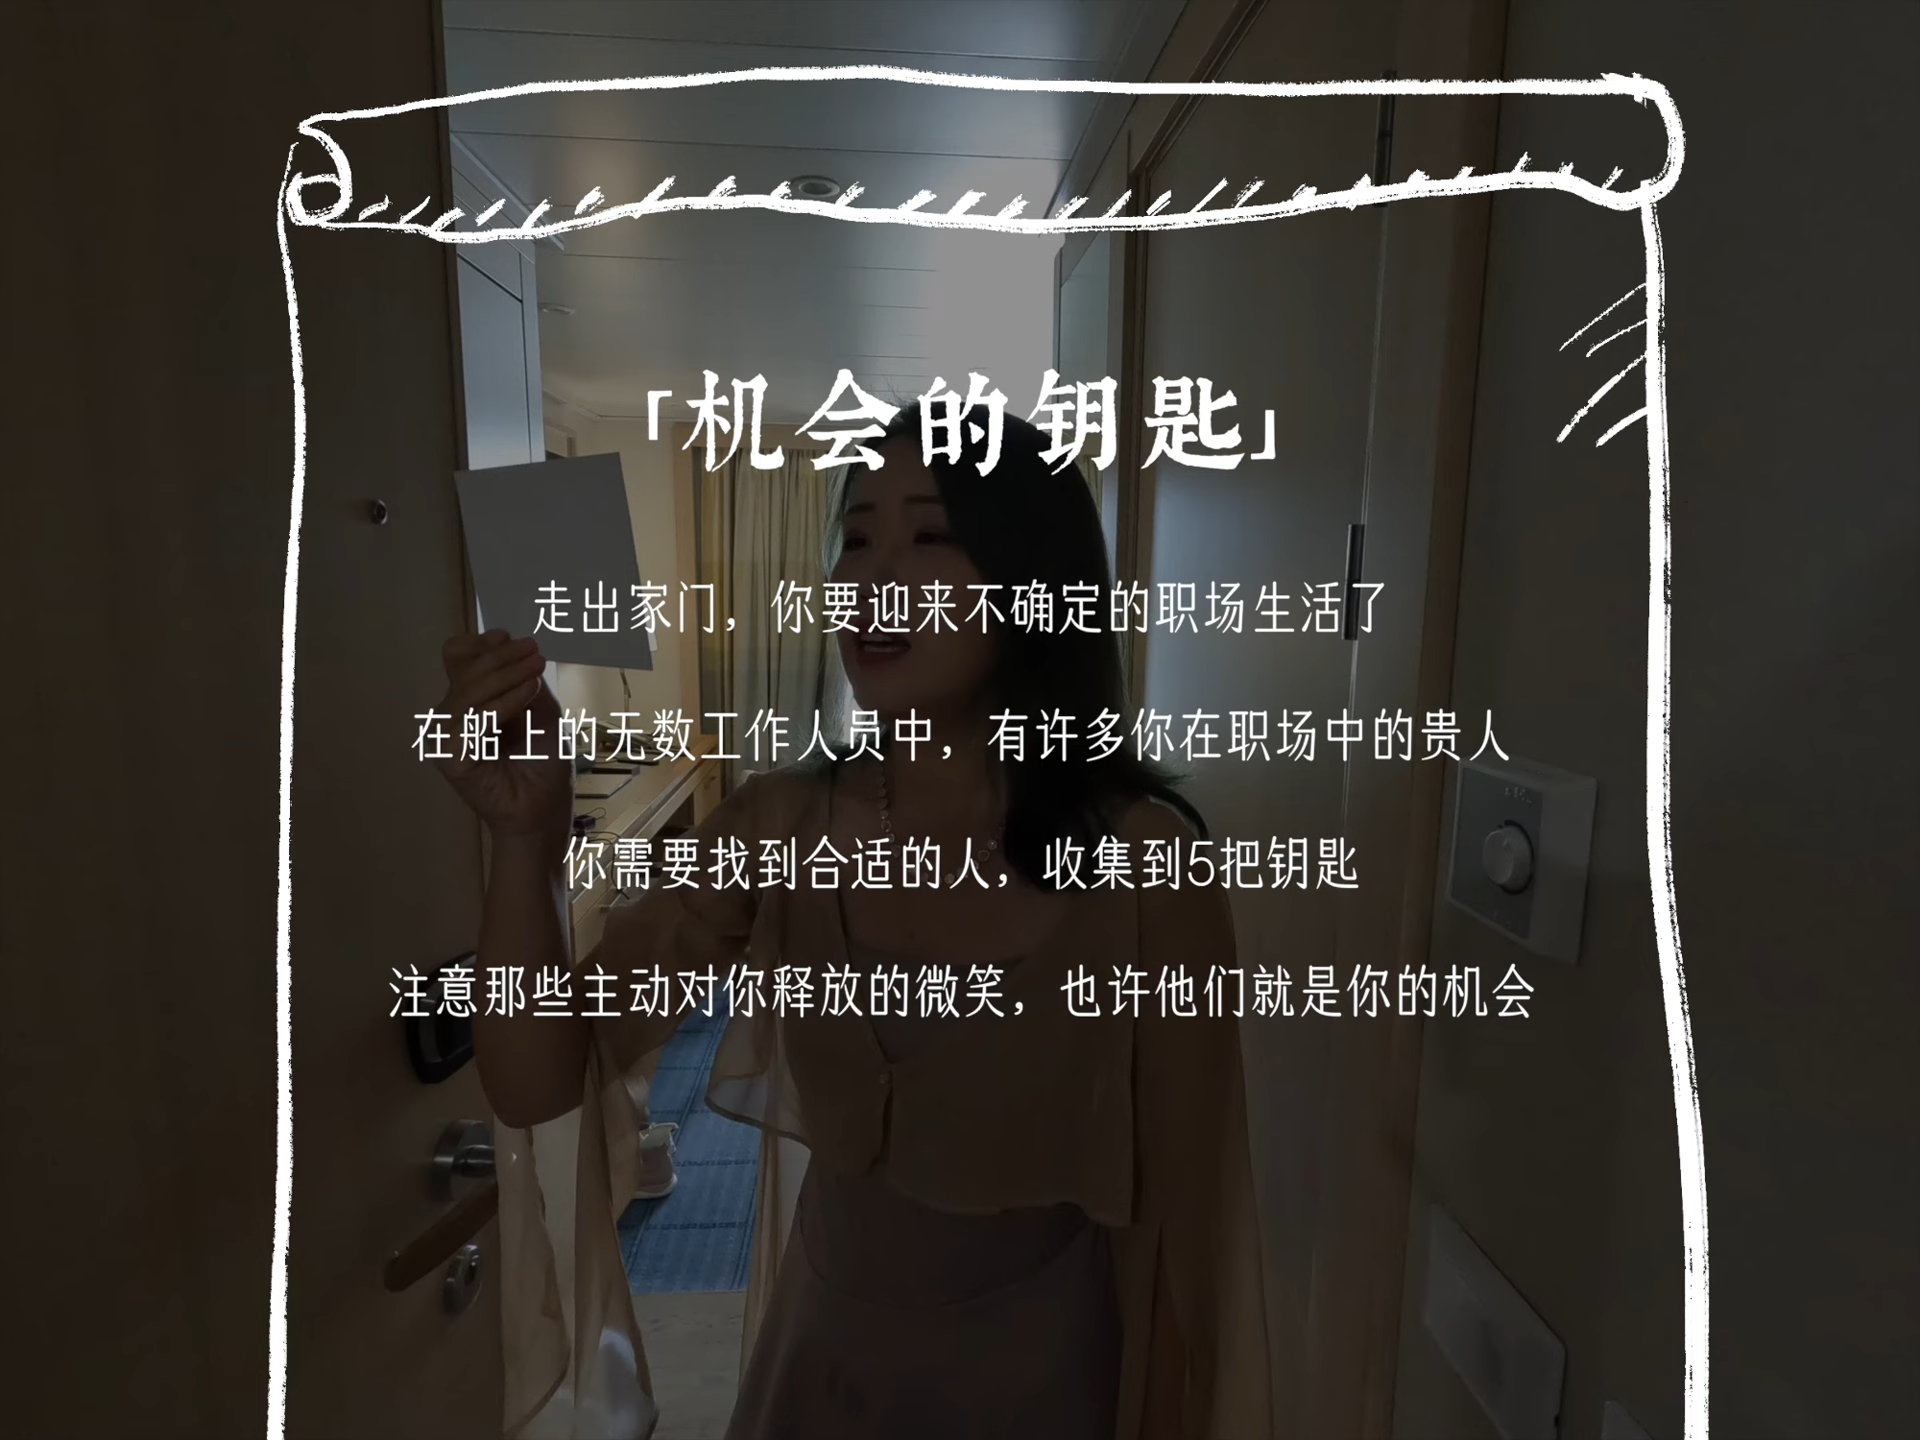 「机会的钥匙」
走出家门，你要迎来不确定的职场生活了
在船上的无数工作人员中，有许多你在职场中的贵人
你需要找到合适的人，收集到5把钥匙
注意那些主动对你释放的微笑，也许他们就是你的机会